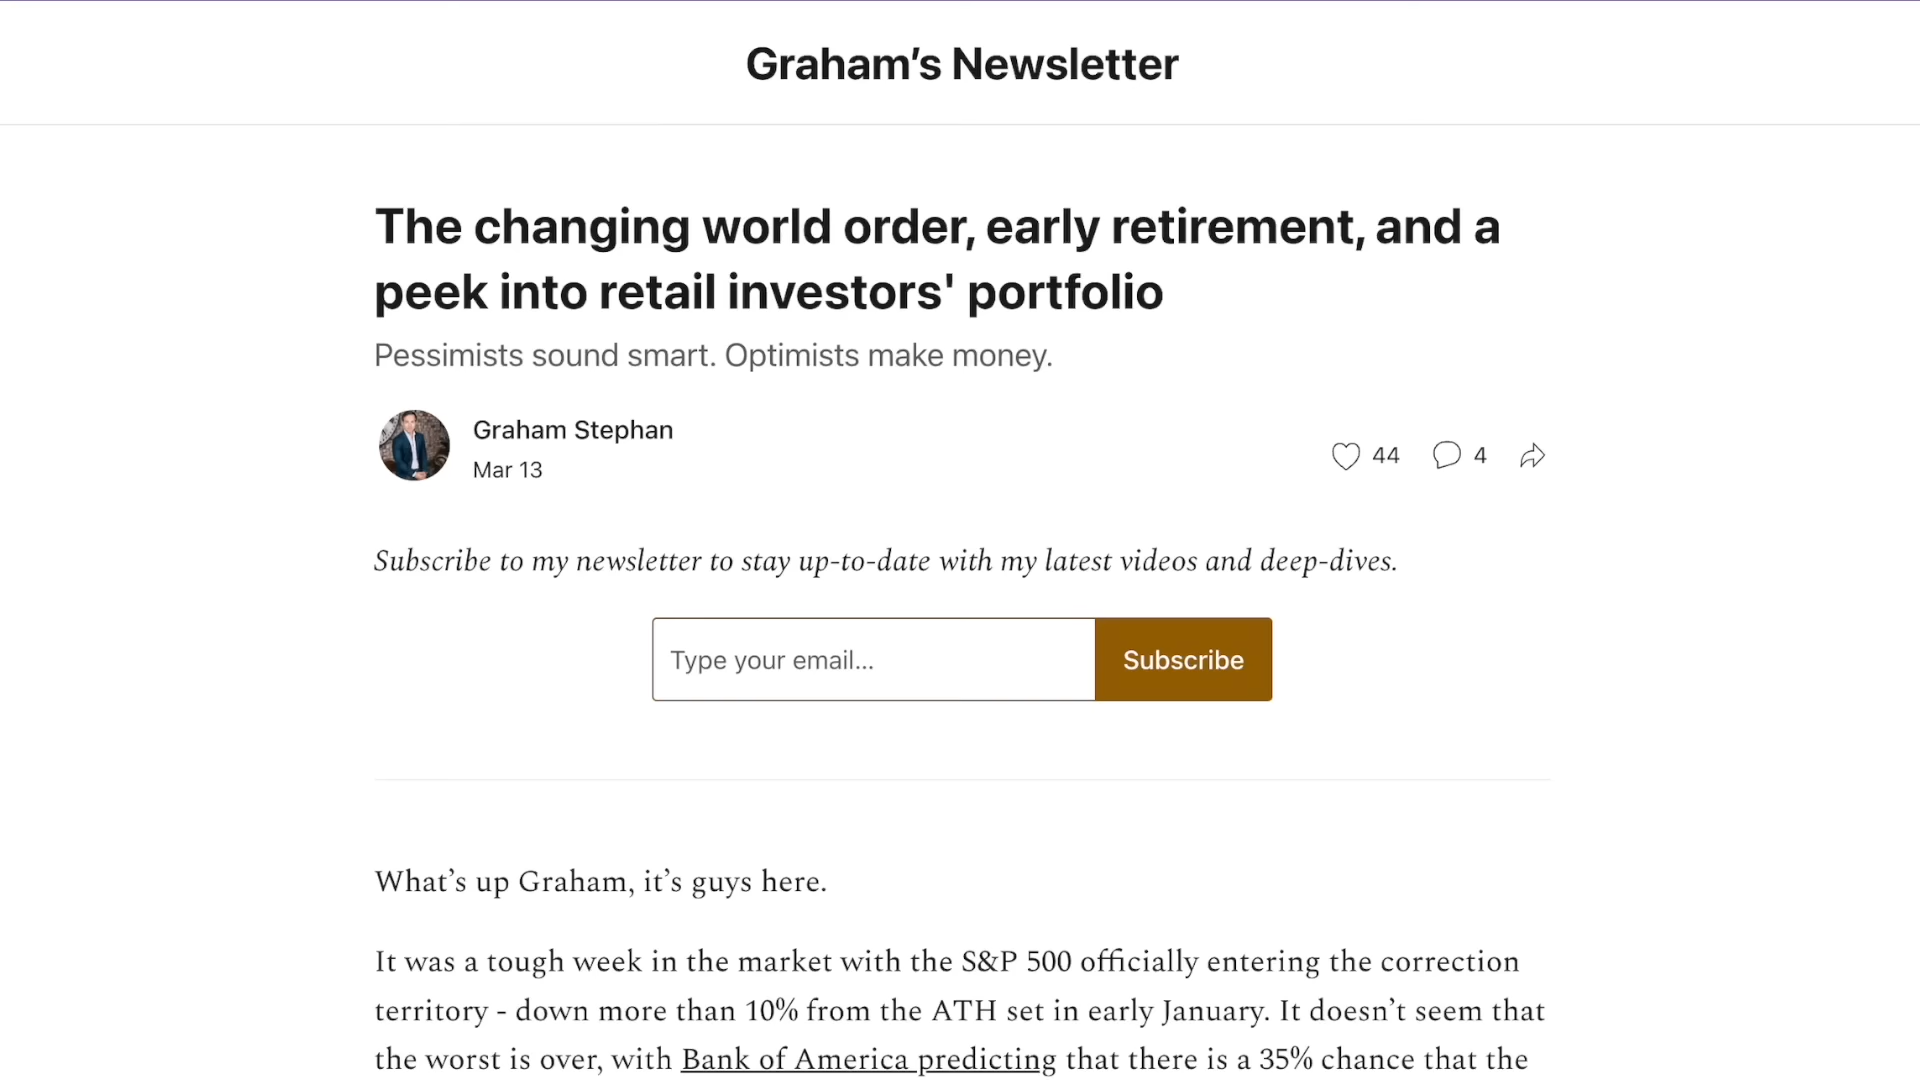 Graham’s Newsletter
The changing world order, early retirement, and a
peek into retail investors' portfolio
Pessimists sound smart. Optimists make money.
Graham Stephan
Mar 13
44
4
Subscribe to my newsletter to stay up-to-date with my latest videos and deep-dives.
Type your email...
Subscribe
What’s up Graham, it’s guys here.
It was a tough week in the market with the S&P 500 officially entering the correction
territory - down more than 10% from the ATH set in early January. It doesn’t seem that
the worst is over, with Bank of America predicting that there is a 35% chance that the